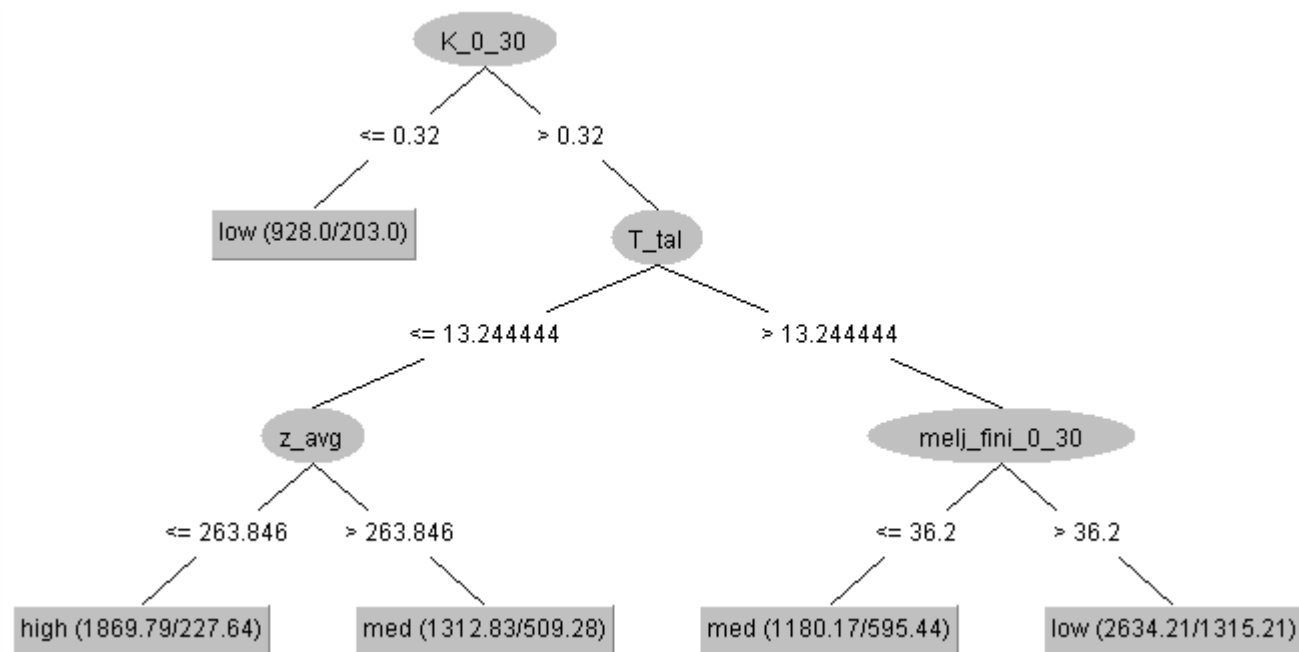 K_0_30
<= 0.32
> 0.32
low (928.0/203.0)
T_tal
<= 13.244444
> 13.244444
z_avg
melj_fini_0_30
<= 263.846
> 263.846
<= 36.2
> 36.2
high (1869.79/227.64)
med (1312.83/509.28)
med (1180.17/595.44)
low (2634.21/1315.21)